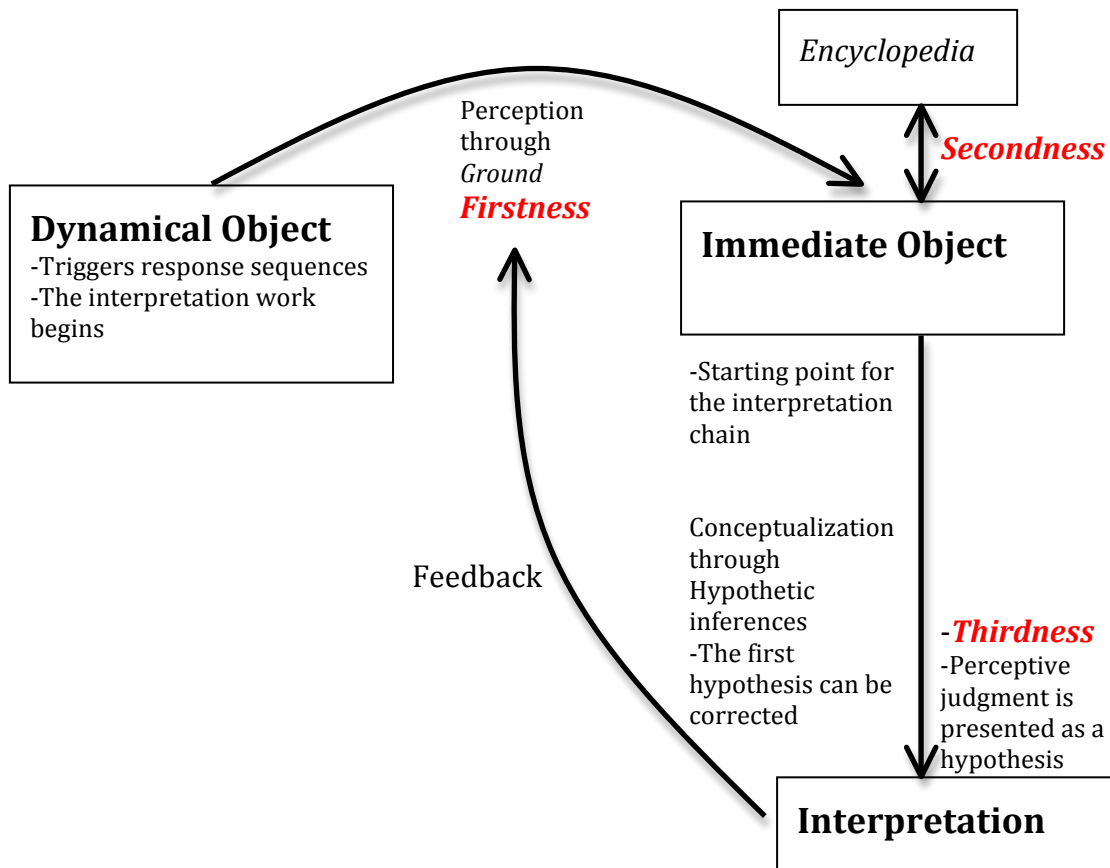 Encyclopedia
Secondness
Perception
through
Ground
Firstness
Dynamical Object
-Triggers response sequences
-The interpretation work
begins
Immediate Object
-Starting point for
the interpretation
chain
Conceptualization
through
Hypothetic
inferences
-The first
hypothesis can be
corrected
Feedback
-Thirdness
-Perceptive
judgment is
presented as a
hypothesis
Interpretation